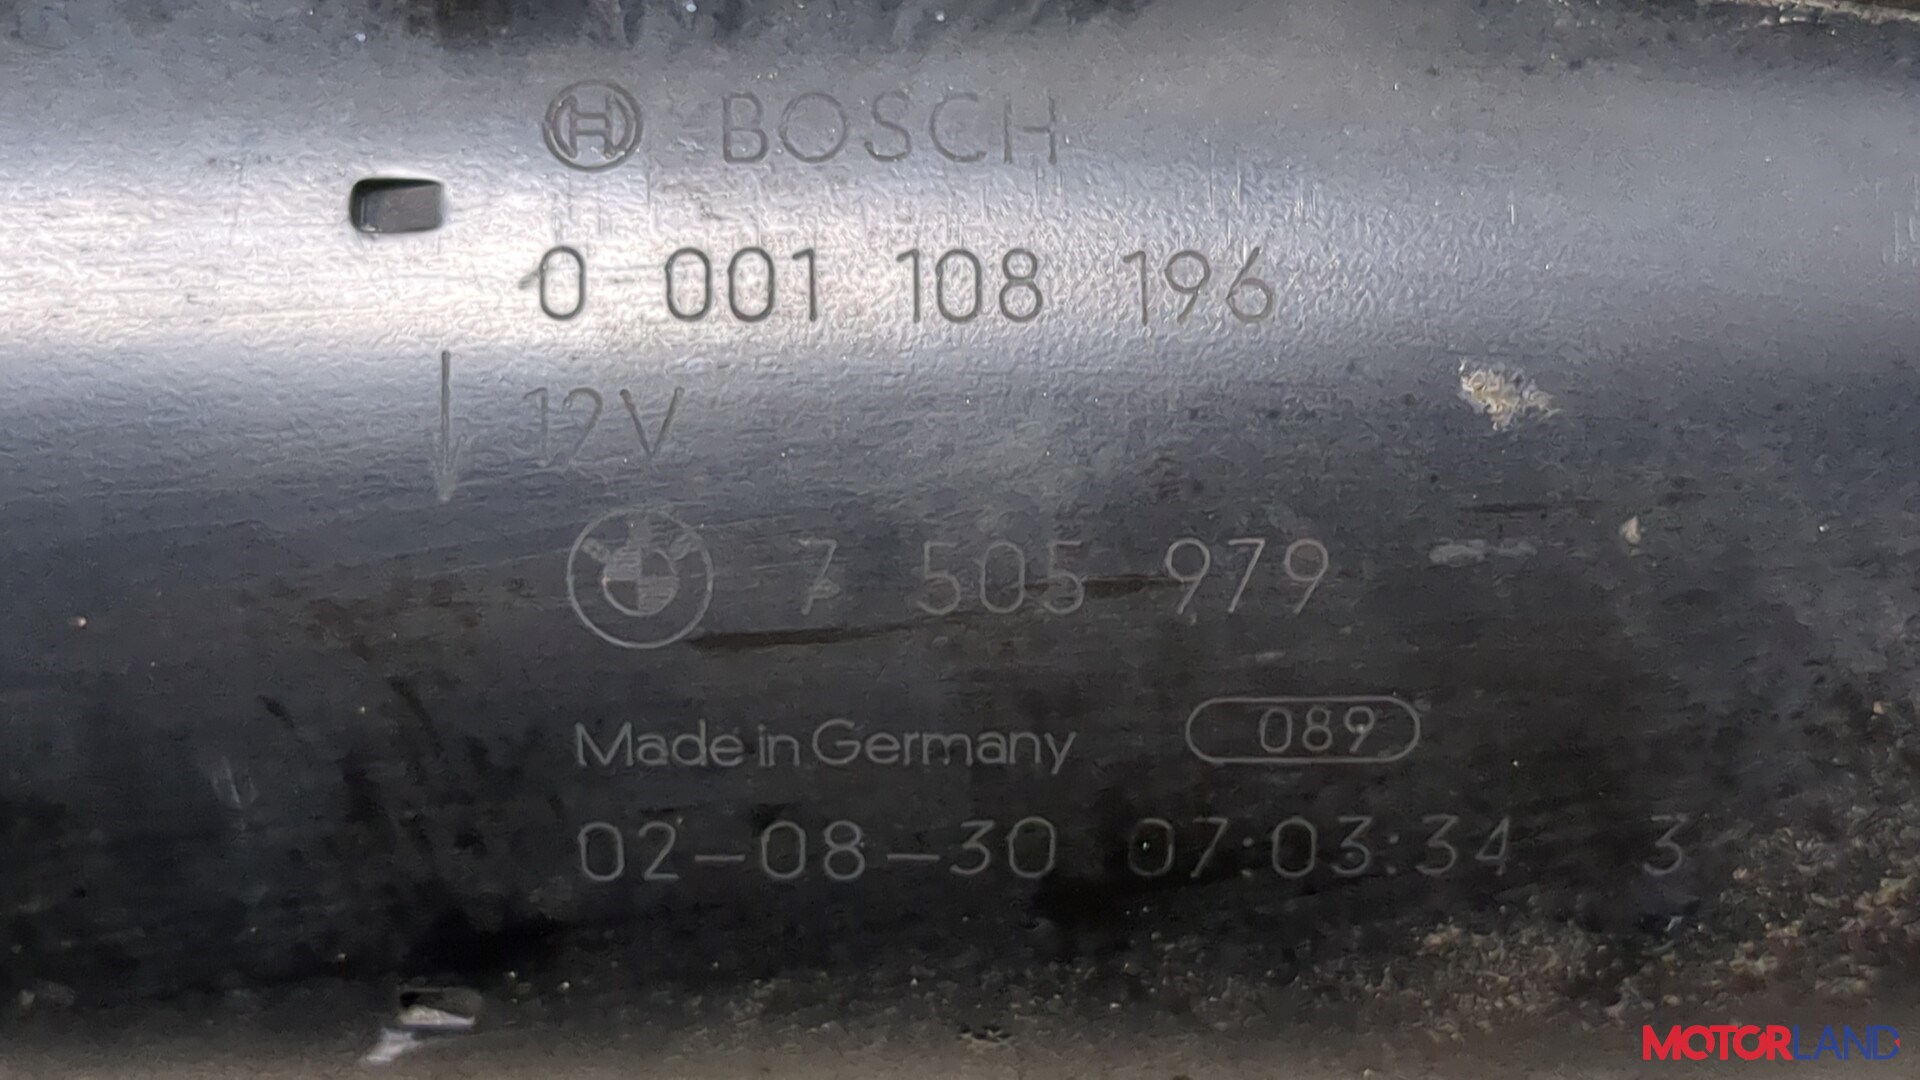 BOSCH
0 001 108 196
12V
7 505 979
Made in Germany 089
02-08-30 07:03:34 3
MOTORLAND